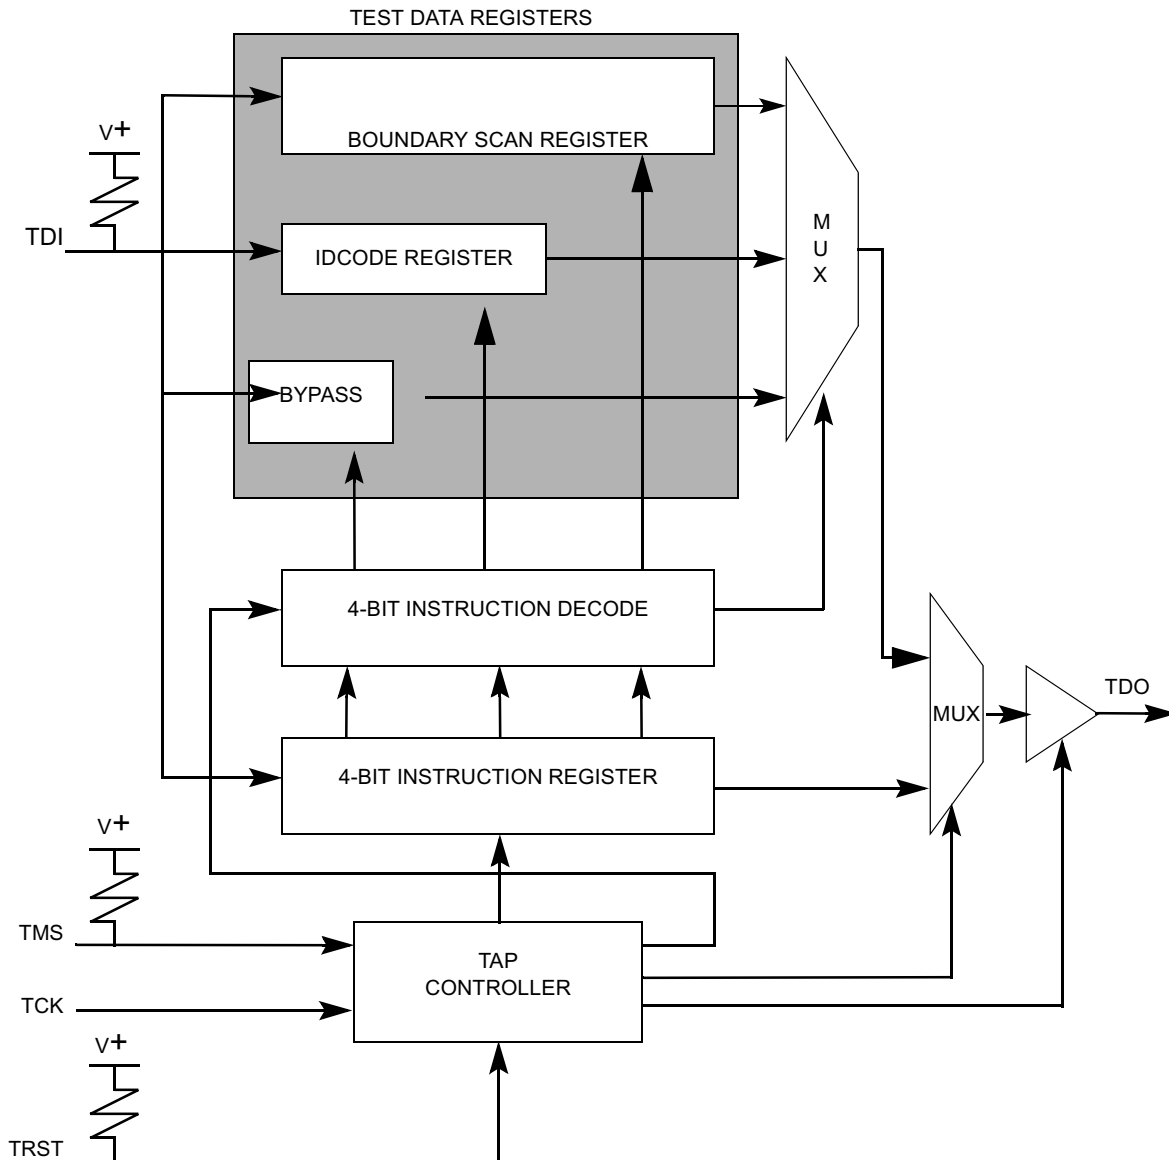 TEST DATA REGISTERS
BOUNDARY SCAN REGISTER
V+
TDI
IDCODE REGISTER
M
U
X
BYPASS
4-BIT INSTRUCTION DECODE
MUX
TDO
4-BIT INSTRUCTION REGISTER
V+
TMS
TAP
CONTROLLER
TCK
V+
TRST